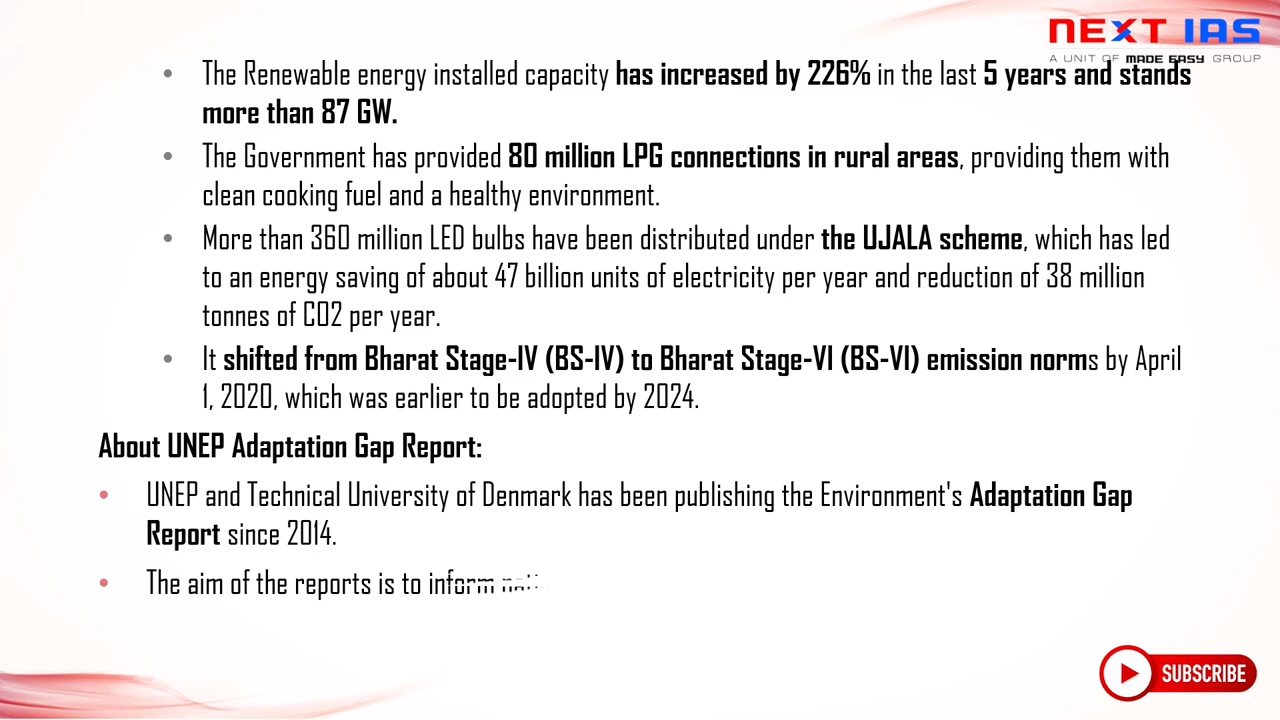 NEXT IAS
A UNIT OF MADE EASY GROUP
• The Renewable energy installed capacity has increased by 226% in the last 5 years and stands
more than 87 GW.
• The Government has provided 80 million LPG connections in rural areas, providing them with
clean cooking fuel and a healthy environment.
• More than 360 million LED bulbs have been distributed under the UJALA scheme, which has led
to an energy saving of about 47 billion units of electricity per year and reduction of 38 million
tonnes of CO2 per year.
• It shifted from Bharat Stage-IV (BS-IV) to Bharat Stage-VI (BS-VI) emission norms by April
1, 2020, which was earlier to be adopted by 2024.
About UNEP Adaptation Gap Report:
• UNEP and Technical University of Denmark has been publishing the Environment's Adaptation Gap
Report since 2014.
• The aim of the reports is to inform
SUBSCRIBE